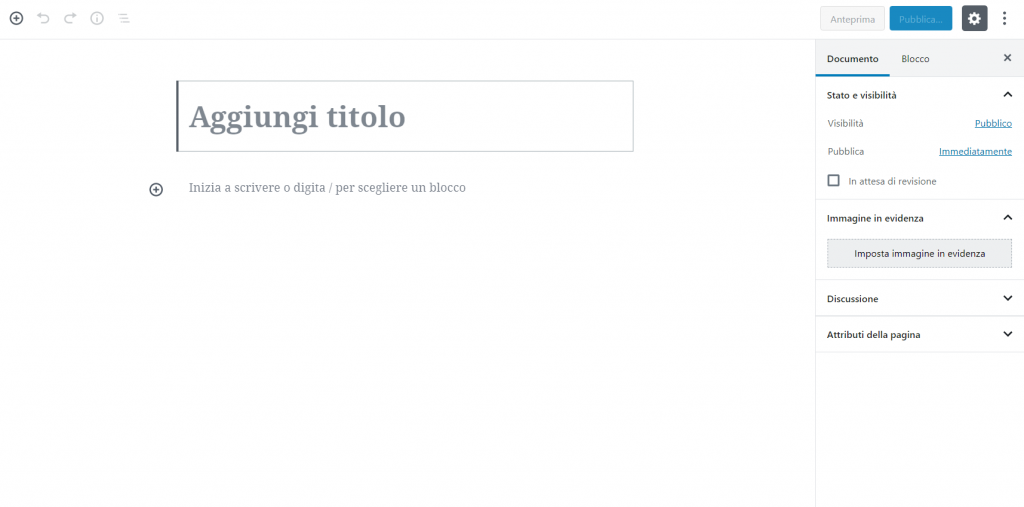 Anteprima
Pubblica...
Documento
Blocco
Aggiungi titolo
Inizia a scrivere o digita / per scegliere un blocco
Stato e visibilità
Visibilità
Pubblico
Pubblica
Immediatamente
In attesa di revisione
Immagine in evidenza
Imposta immagine in evidenza
Discussione
Attributi della pagina